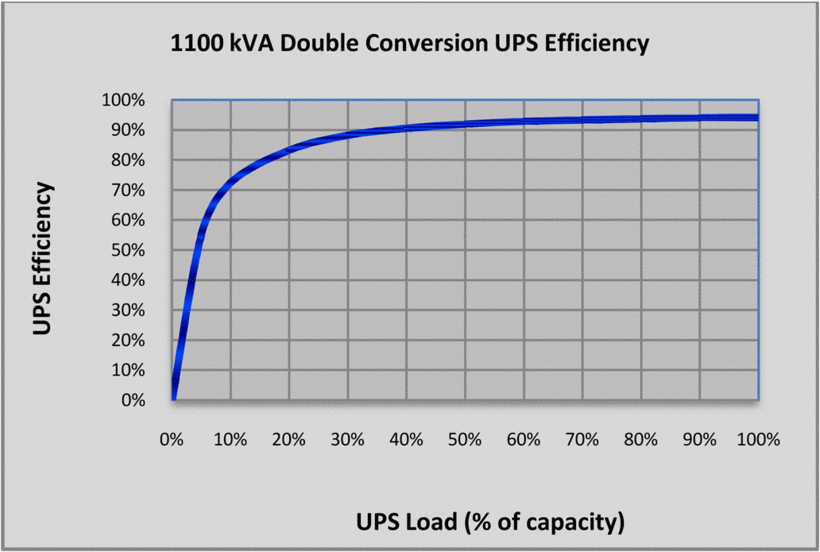 1100 kVA Double Conversion UPS Efficiency
100%
90%
80%
70%
60%
50%
40%
30%
20%
10%
0%
UPS Efficiency
0% 10% 20% 30% 40% 50% 60% 70% 80% 90% 100%
UPS Load (% of capacity)